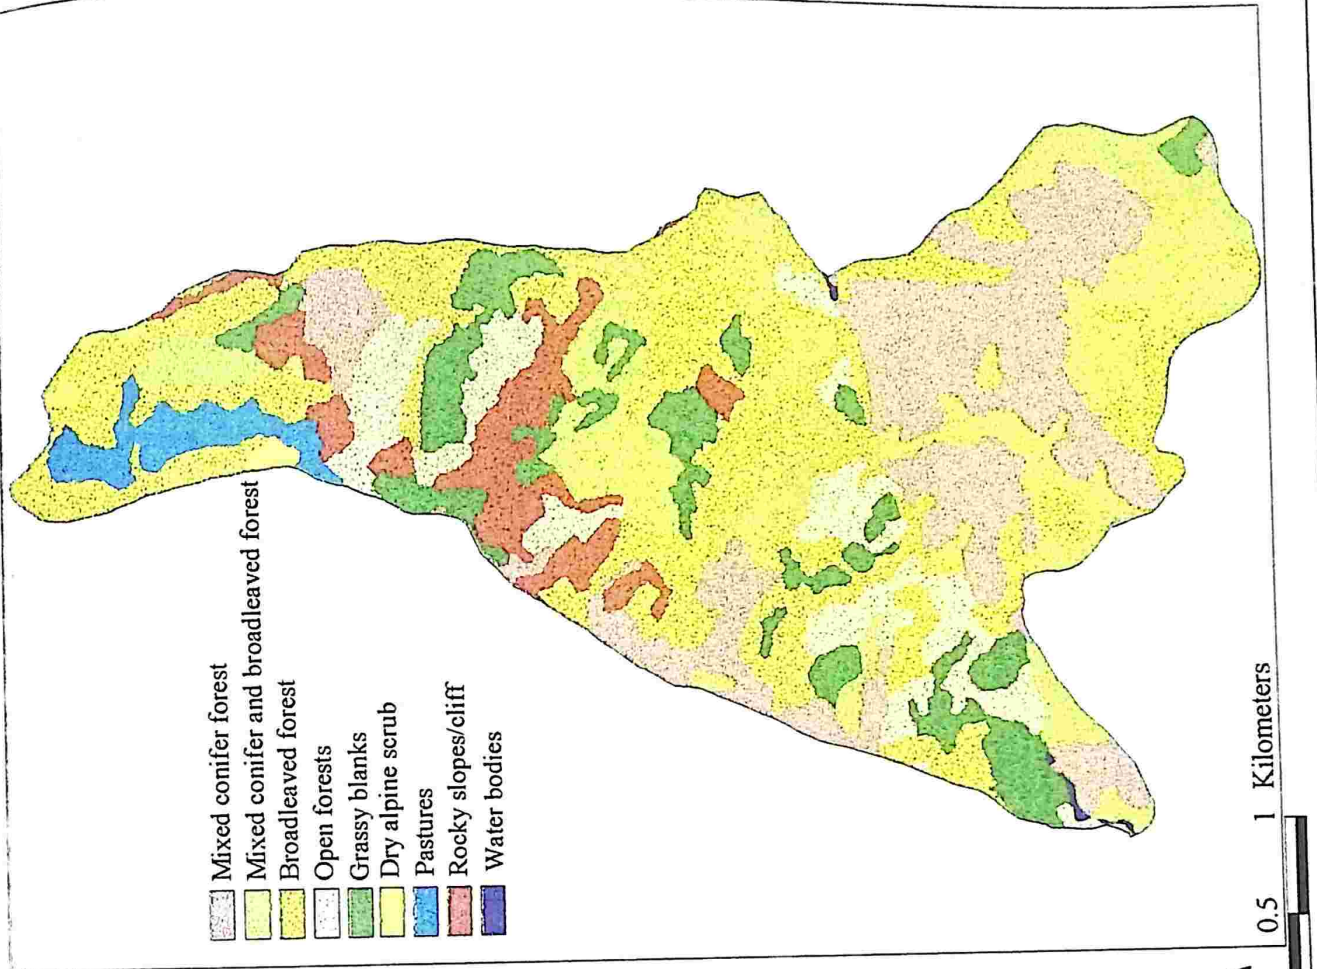 Mixed conifer forest
Mixed conifer and broadleaved forest
Broadleaved forest
Open forests
Grassy blanks
Dry alpine scrub
Pastures
Rocky slopes/cliff
Water bodies
0.5 1 Kilometers